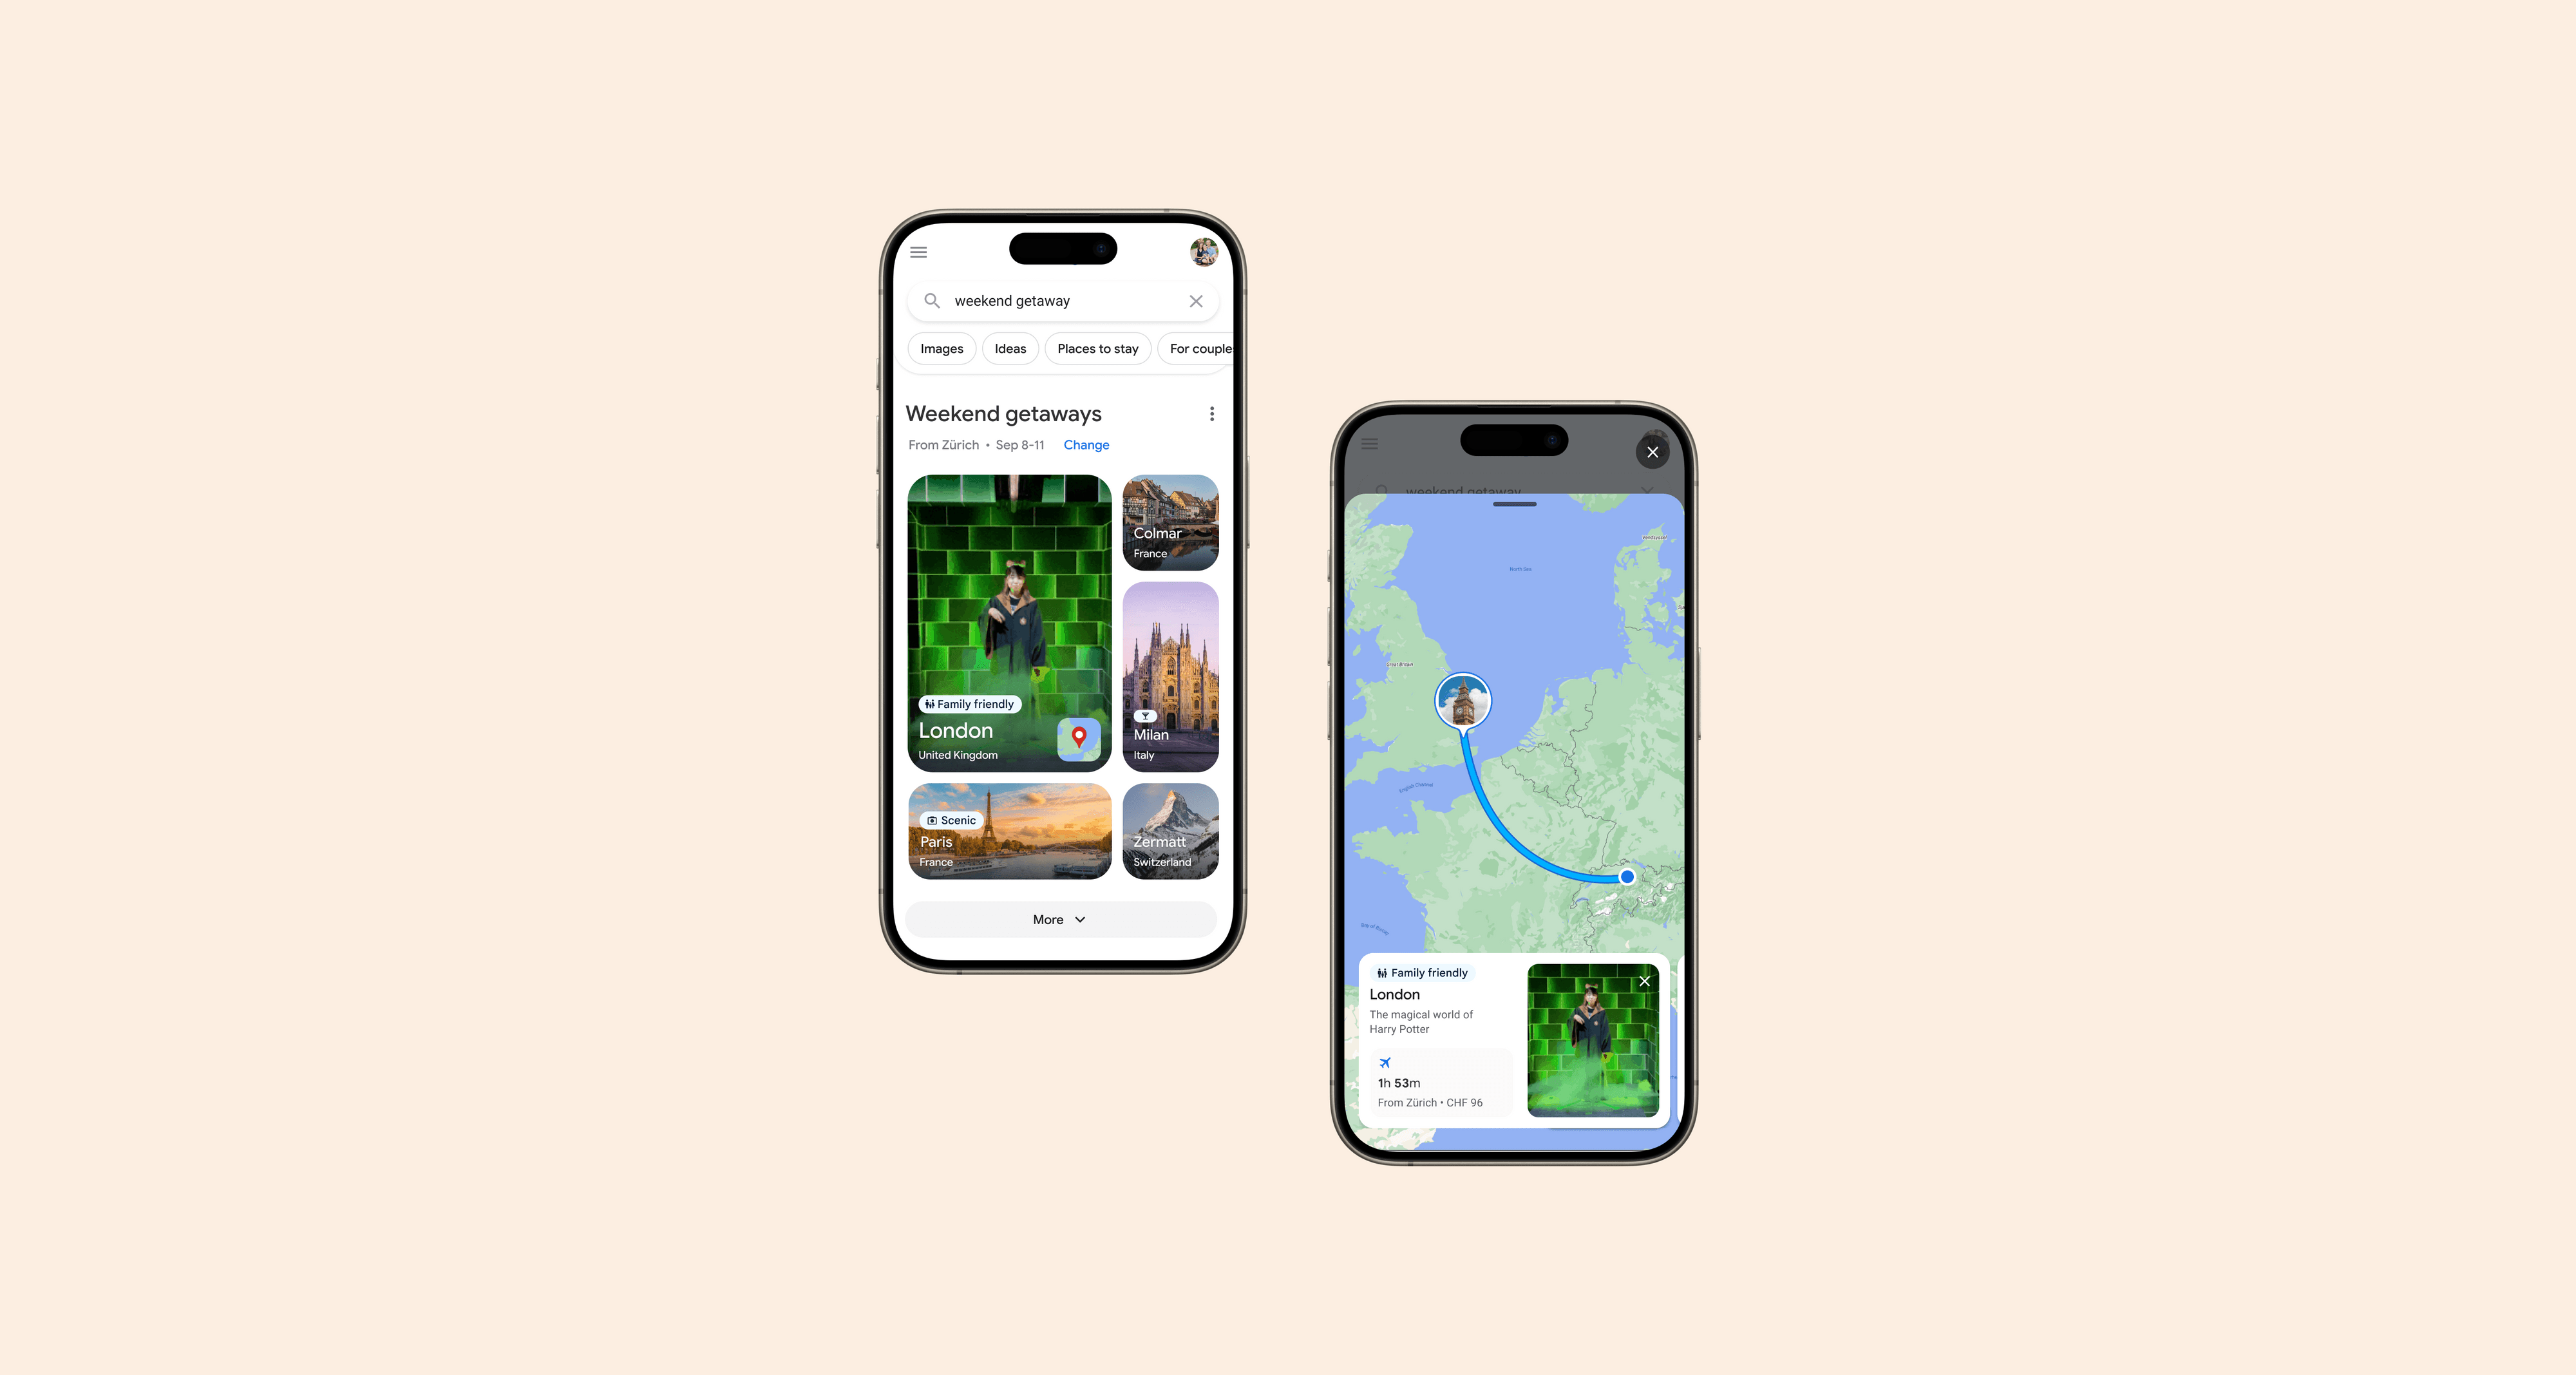 weekend getaway
Images
Ideas
Places to stay
For couple
Weekend getaways
From Zürich • Sep 8-11 Change
Family friendly
London
United Kingdom
Colmar
France
Milan
Italy
Scenic
Paris
France
Zermatt
Switzerland
More
weekend getaway
North Sea
Great Britain
English Channel
Bay of Biscay
Family friendly
London
The magical world of
Harry Potter
1h 53m
From Zürich • CHF 96